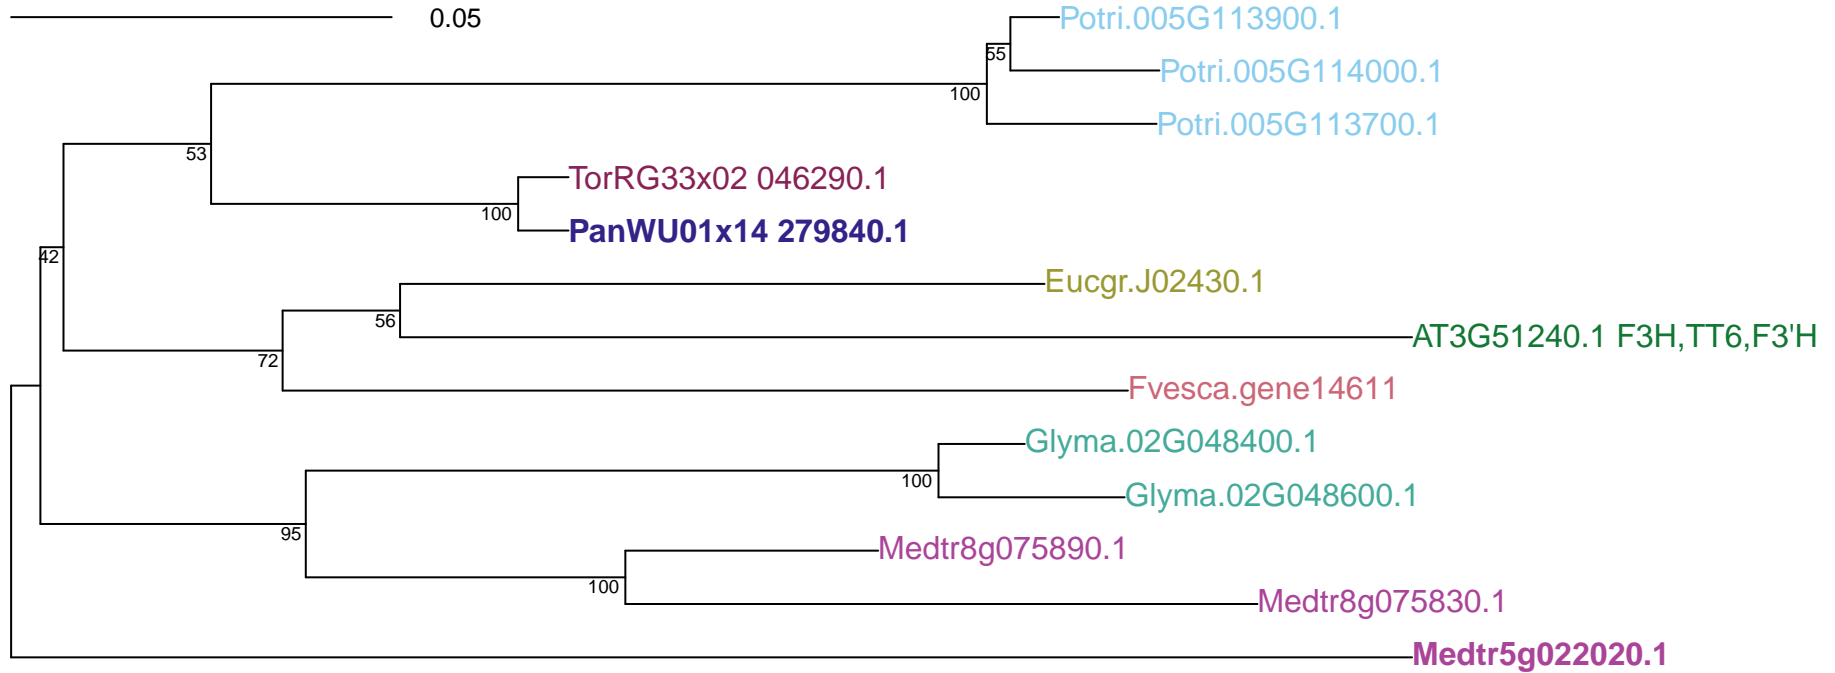 0.05
Potri.005G113900.1
55
Potri.005G114000.1
100
Potri.005G113700.1
53
TorRG33x02 046290.1
100
PanWU01x14 279840.1
42
Eucgr.J02430.1
56
AT3G51240.1 F3H,TT6,F3'H
72
Fvesca.gene14611
Glyma.02G048400.1
100
Glyma.02G048600.1
95
Medtr8g075890.1
100
Medtr8g075830.1
Medtr5g022020.1